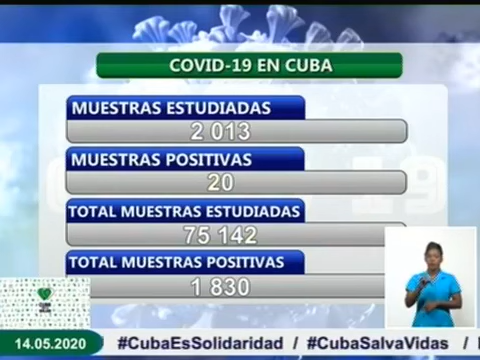 COVID-19 EN CUBA
MUESTRAS ESTUDIADAS
2 013
MUESTRAS POSITIVAS
20
TOTAL MUESTRAS ESTUDIADAS
75 142
TOTAL MUESTRAS POSITIVAS
1 830
14.05.2020 #CubaEsSolidaridad / #CubaSalvaVidas /